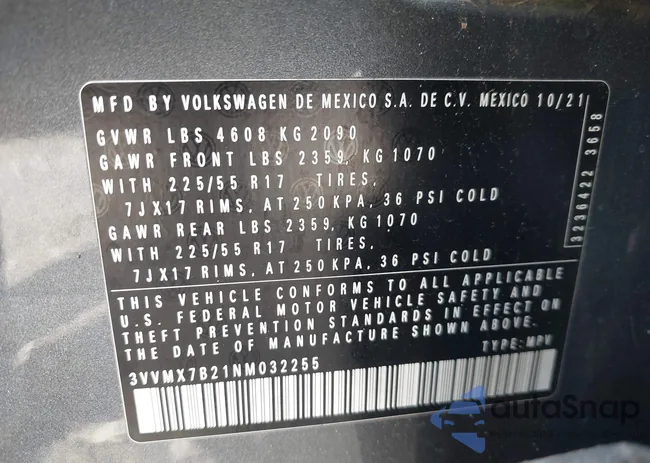 MFD BY VOLKSWAGEN DE MEXICO S.A. DE C.V. MEXICO 10/21
GVWR LBS 4608 KG 2090
GAWR FRONT LBS 2359, KG 1070
WITH 225/55 R17 TIRES,
7JX17 RIMS, AT 250 KPA, 36 PSI COLD
GAWR REAR LBS 2359, KG 1070
WITH 225/55 R17 TIRES,
7JX17 RIMS, AT 250 KPA, 36 PSI COLD
THIS VEHICLE CONFORMS TO ALL APPLICABLE
U.S. FEDERAL MOTOR VEHICLE SAFETY AND
THEFT PREVENTION STANDARDS IN EFFECT ON
THE DATE OF MANUFACTURE SHOWN ABOVE.
TYPE: MPV
3VVMX7B21NM032255
3236422 3658
autoSnap